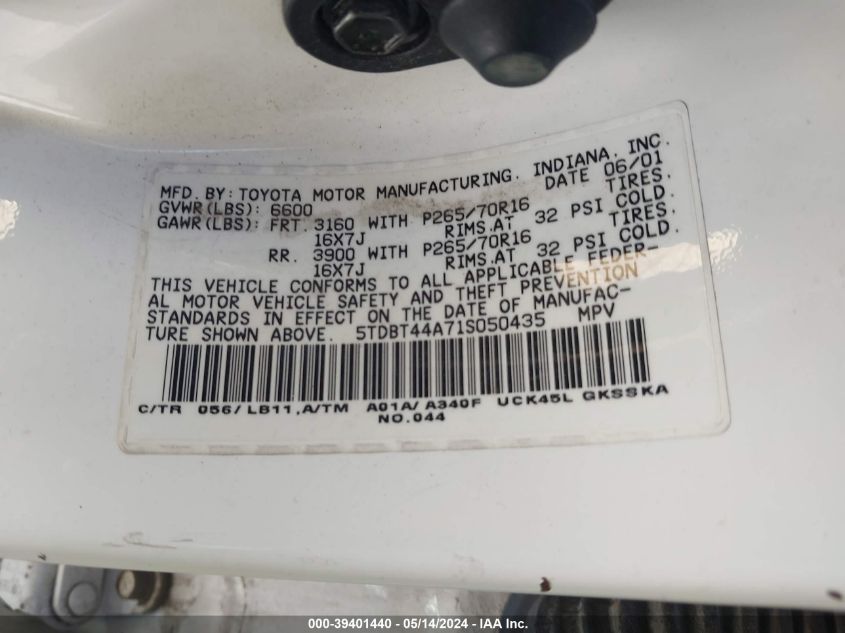 MFD. BY: TOYOTA MOTOR MANUFACTURING. INDIANA, INC.
GVWR(LBS): 6600 DATE 06/01
GAWR(LBS): FRT. 3160 WITH P265/70R16 TIRES.
16X7J RIMS.AT 32 PSI COLD.
RR. 3900 WITH P265/70R16 TIRES.
16X7J RIMS.AT 32 PSI COLD.
THIS VEHICLE CONFORMS TO ALL APPLICABLE FEDER-
AL MOTOR VEHICLE SAFETY AND THEFT PREVENTION
STANDARDS IN EFFECT ON THE DATE OF MANUFAC-
TURE SHOWN ABOVE. 5TDBT44A71S050435 MPV
C/TR 056/LB11,A/TM A01A/A340F UCK45L GKSSKA
NO.044
000-39401440 - 05/14/2024 - IAA Inc.